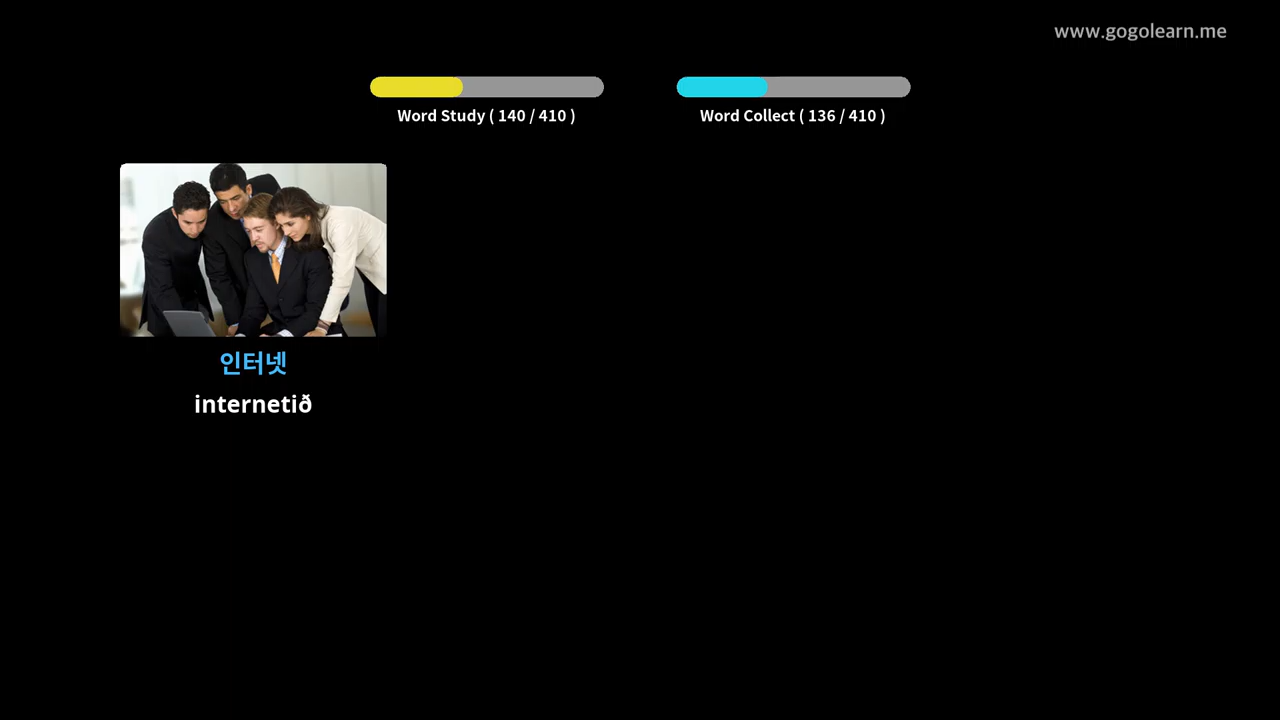 www.gogolearn.me
Word Study ( 140 / 410 )
Word Collect ( 136 / 410 )
인터넷
internetið